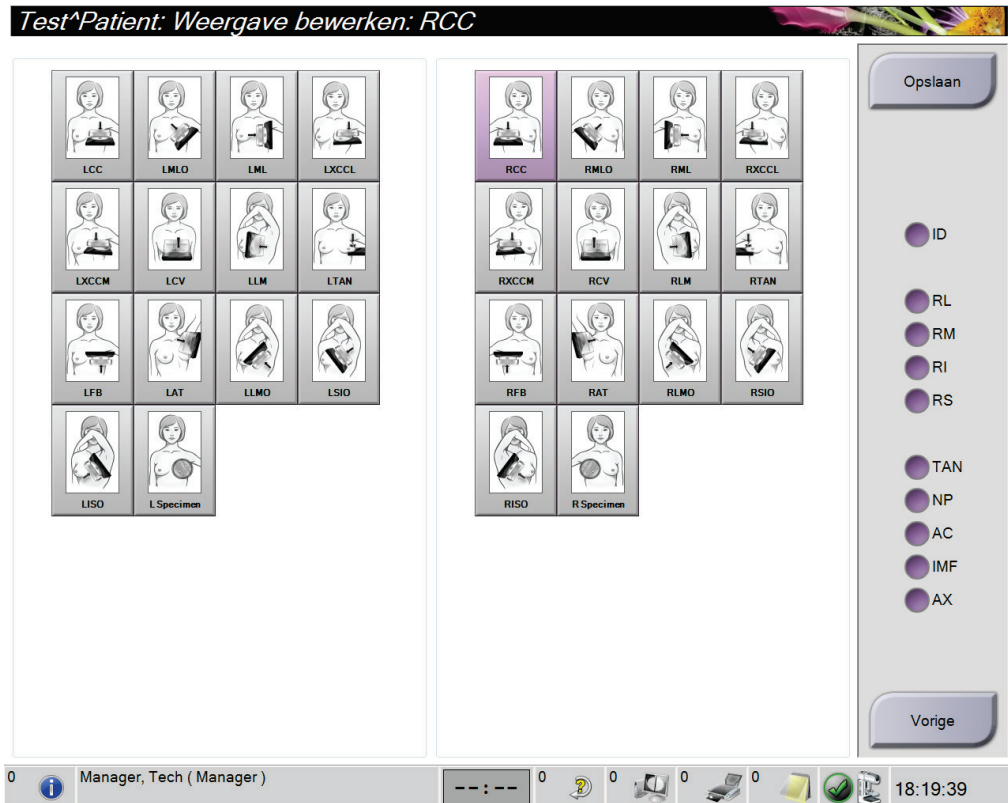 Test^Patient: Weergave bewerken: RCC
LCC LMLO LML LXCCL
LXCCM LCV LLM LTAN
LFB LAT LLMO LSIO
LISO L Specimen
RCC RMLO RML RXCCL
RXCCM RCV RLM RTAN
RFB RAT RLMO RSIO
RISO R Specimen
Opslaan
ID
RL
RM
RI
RS
TAN
NP
AC
IMF
AX
Vorige
0 Manager, Tech ( Manager ) --:-- 0 0 0 0 18:19:39